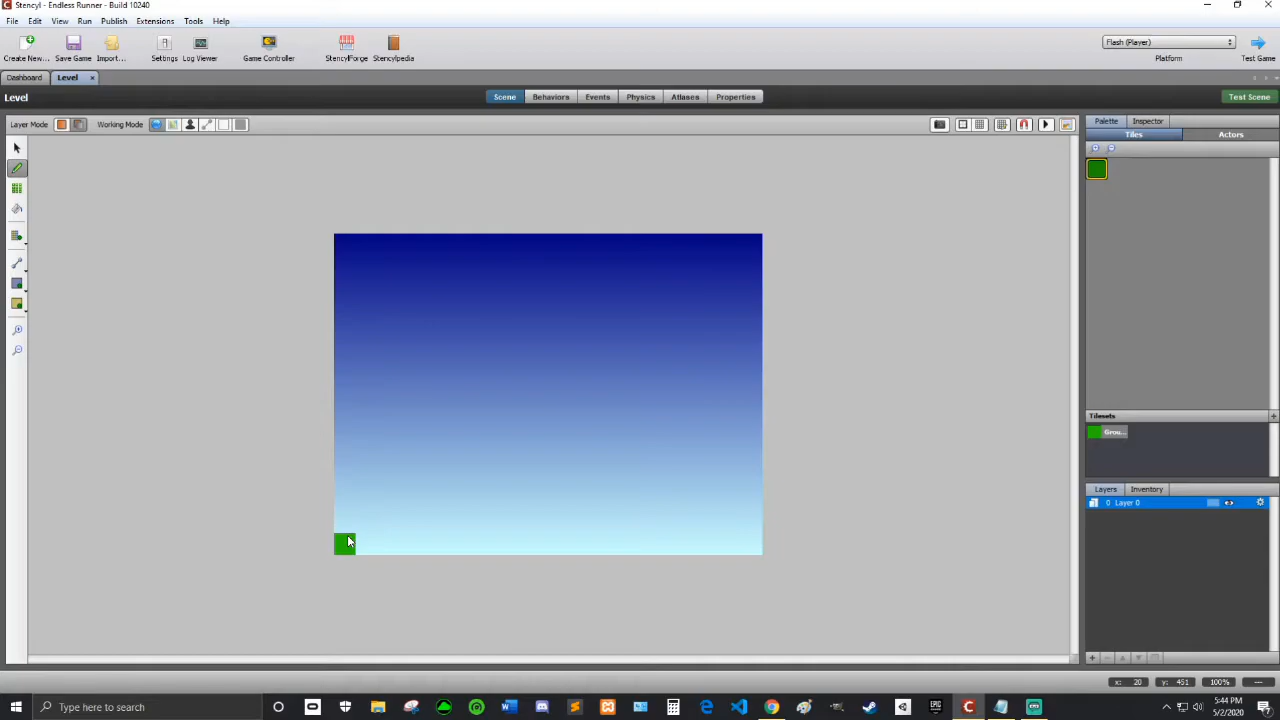 Stencyl - Endless Runner - Build 10240
File Edit View Run Publish Extensions Tools Help
Create New... Save Game Import... Settings Log Viewer Game Controller StencylForge Stencylpedia Flash (Player) Platform Test Game
Dashboard Level
Level Scene Behaviors Events Physics Atlases Properties Test Scene
Layer Mode Working Mode Palette Inspector
Tiles Actors
Tilesets
Grou...
Layers Inventory
0 Layer 0
x: 20 y: 451 100% ---
Type here to search
5:44 PM
5/2/2020